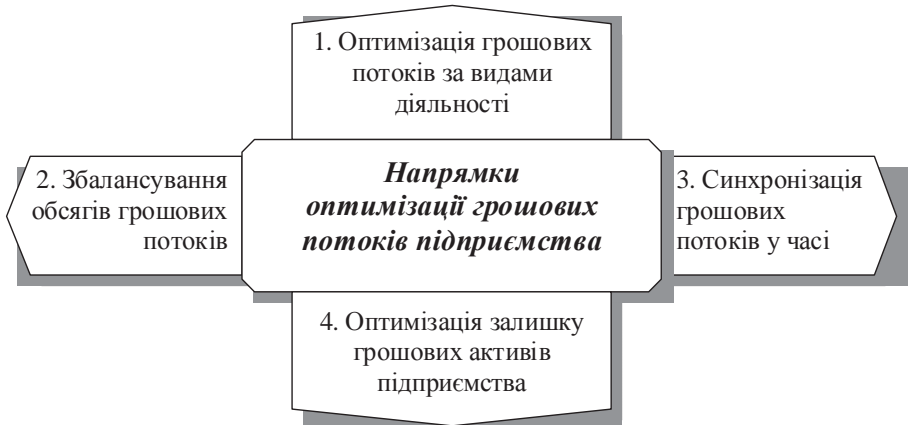 1. Оптимізація грошових
потоків за видами
діяльності
2. Збалансування
обсягів грошових
потоків
Напрямки
оптимізації грошових
потоків підприємства
3. Синхронізація
грошових
потоків у часі
4. Оптимізація залишку
грошових активів
підприємства